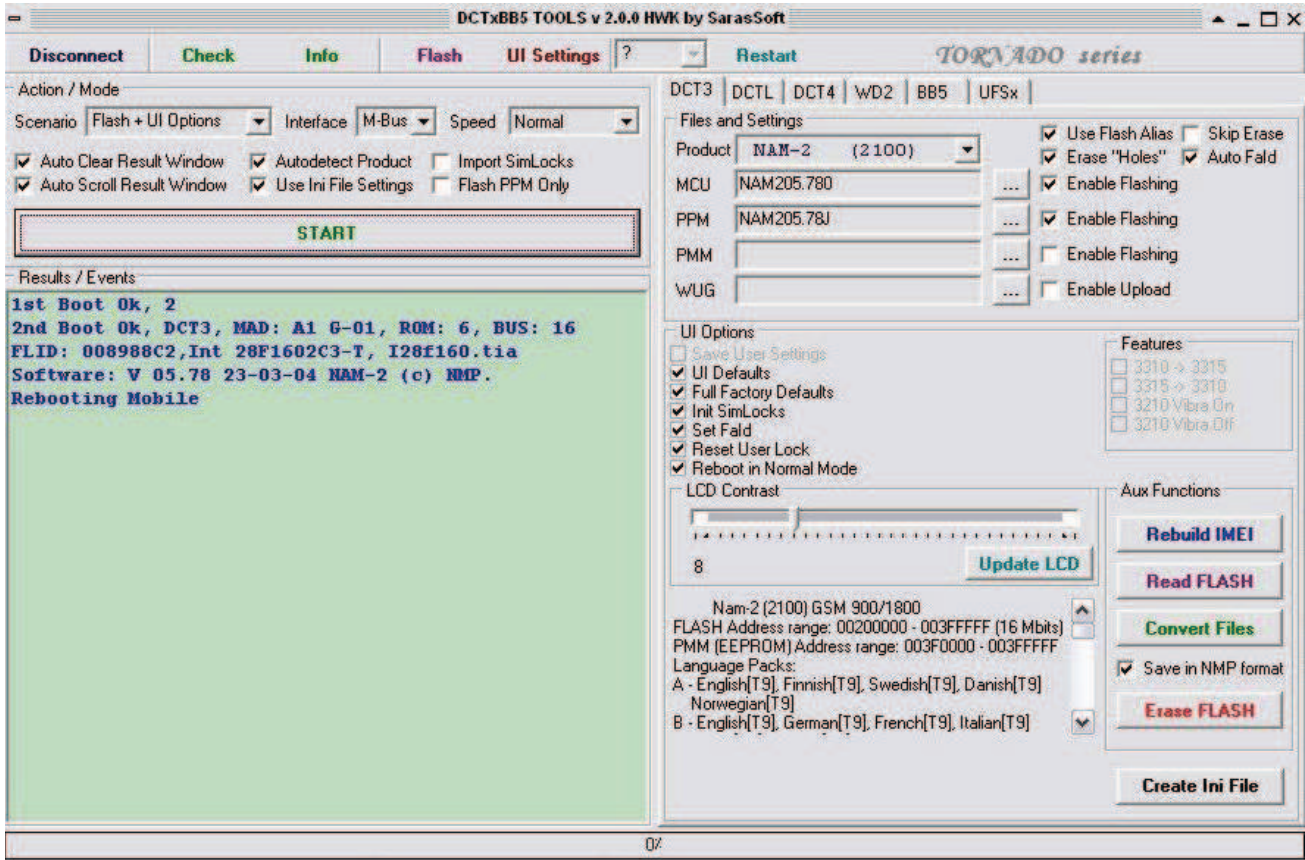 DCTxBB5 TOOLS v 2.0.0 HWK by SarasSoft
Disconnect Check Info Flash UI Settings ? Restart TORNADO series
Action / Mode
Scenario Flash + UI Options Interface M-Bus Speed Normal
Auto Clear Result Window Autodetect Product Import SimLocks
Auto Scroll Result Window Use Ini File Settings Flash PPM Only
START
Results / Events
1st Boot Ok, 2
2nd Boot Ok, DCT3, MAD: A1 G-01, ROM: 6, BUS: 16
FLID: 008988C2,Int 28F1602C3-T, I28f160.tia
Software: V 05.78 23-03-04 NAM-2 (c) NMP.
Rebooting Mobile
DCT3 DCTL DCT4 WD2 BB5 UFSx
Files and Settings
Use Flash Alias Skip Erase
Product NAM-2 (2100) Erase "Holes" Auto Fald
MCU NAM205.780 ... Enable Flashing
PPM NAM205.78J ... Enable Flashing
PMM ... Enable Flashing
WUG ... Enable Upload
UI Options
Save User Settings
UI Defaults
Full Factory Defaults
Init SimLocks
Set Fald
Reset User Lock
Reboot in Normal Mode
Features
3310 -> 3315
3315 -> 3310
3210 Vibra On
3210 Vibra Off
LCD Contrast
8 Update LCD
Nam-2 (2100) GSM 900/1800
FLASH Address range: 00200000 - 003FFFFF (16 Mbits)
PMM (EEPROM) Address range: 003F0000 - 003FFFFF
Language Packs:
A - English[T9], Finnish[T9], Swedish[T9], Danish[T9]
Norwegian[T9]
B - English[T9], German[T9], French[T9], Italian[T9]
Aux Functions
Rebuild IMEI
Read FLASH
Convert Files
Save in NMP format
Erase FLASH
Create Ini File
0%